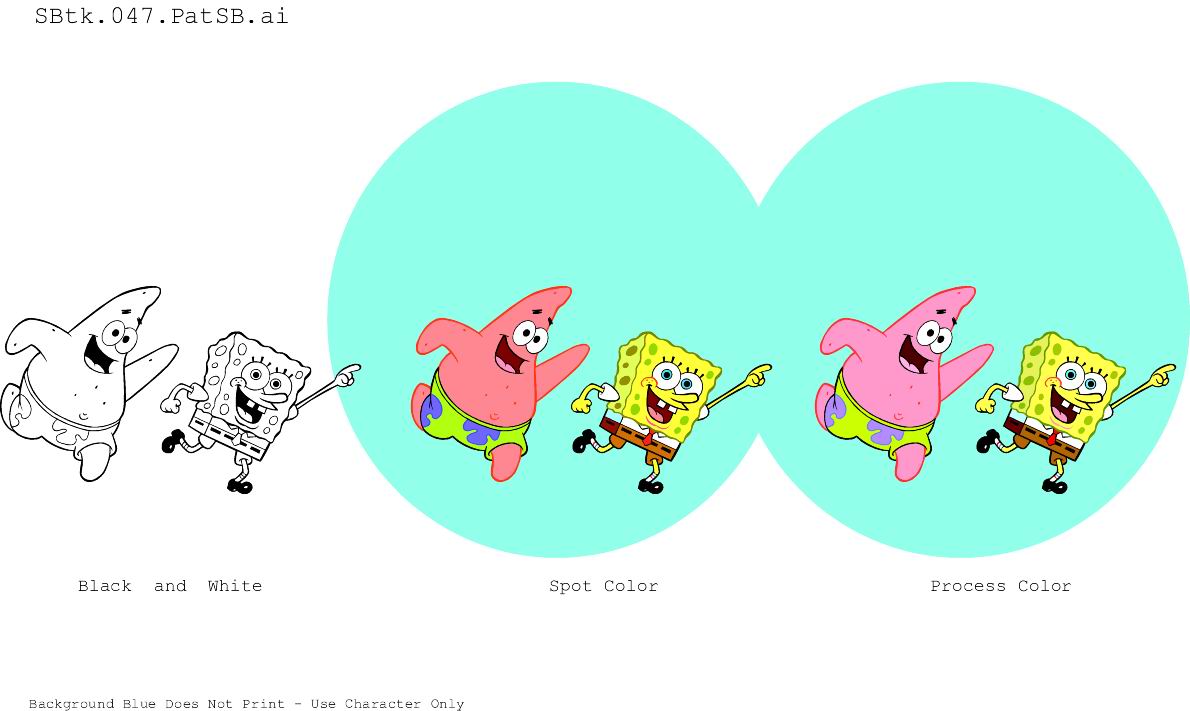 SBtk.047.PatSB.ai
Black and White
Spot Color
Process Color
Background Blue Does Not Print - Use Character Only